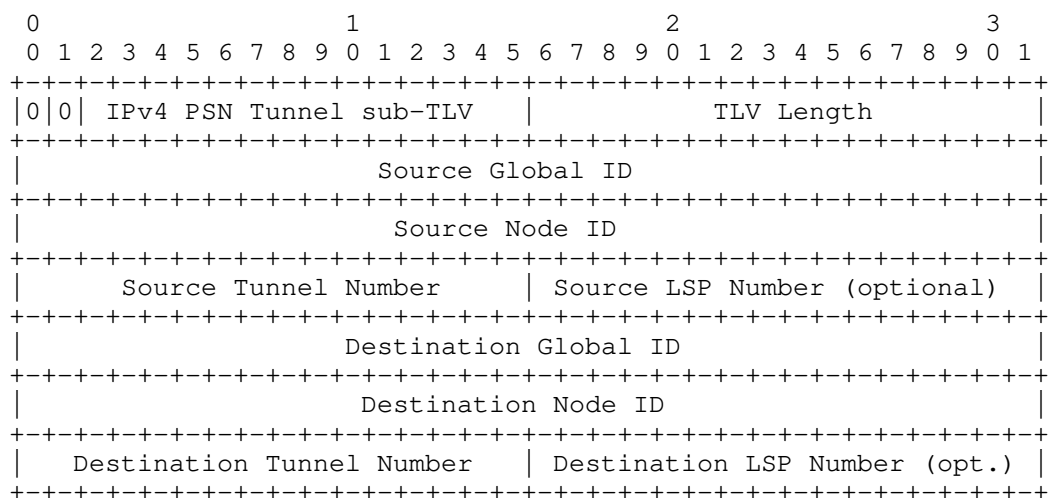 0                   1                   2                   3
 0 1 2 3 4 5 6 7 8 9 0 1 2 3 4 5 6 7 8 9 0 1 2 3 4 5 6 7 8 9 0 1
+-+-+-+-+-+-+-+-+-+-+-+-+-+-+-+-+-+-+-+-+-+-+-+-+-+-+-+-+-+-+-+-+
|0|0| IPv4 PSN Tunnel sub-TLV   |           TLV Length          |
+-+-+-+-+-+-+-+-+-+-+-+-+-+-+-+-+-+-+-+-+-+-+-+-+-+-+-+-+-+-+-+-+
|                      Source Global ID                         |
+-+-+-+-+-+-+-+-+-+-+-+-+-+-+-+-+-+-+-+-+-+-+-+-+-+-+-+-+-+-+-+-+
|                       Source Node ID                          |
+-+-+-+-+-+-+-+-+-+-+-+-+-+-+-+-+-+-+-+-+-+-+-+-+-+-+-+-+-+-+-+-+
|      Source Tunnel Number     | Source LSP Number (optional)  |
+-+-+-+-+-+-+-+-+-+-+-+-+-+-+-+-+-+-+-+-+-+-+-+-+-+-+-+-+-+-+-+-+
|                    Destination Global ID                      |
+-+-+-+-+-+-+-+-+-+-+-+-+-+-+-+-+-+-+-+-+-+-+-+-+-+-+-+-+-+-+-+-+
|                     Destination Node ID                       |
+-+-+-+-+-+-+-+-+-+-+-+-+-+-+-+-+-+-+-+-+-+-+-+-+-+-+-+-+-+-+-+-+
|   Destination Tunnel Number   | Destination LSP Number (opt.) |
+-+-+-+-+-+-+-+-+-+-+-+-+-+-+-+-+-+-+-+-+-+-+-+-+-+-+-+-+-+-+-+-+